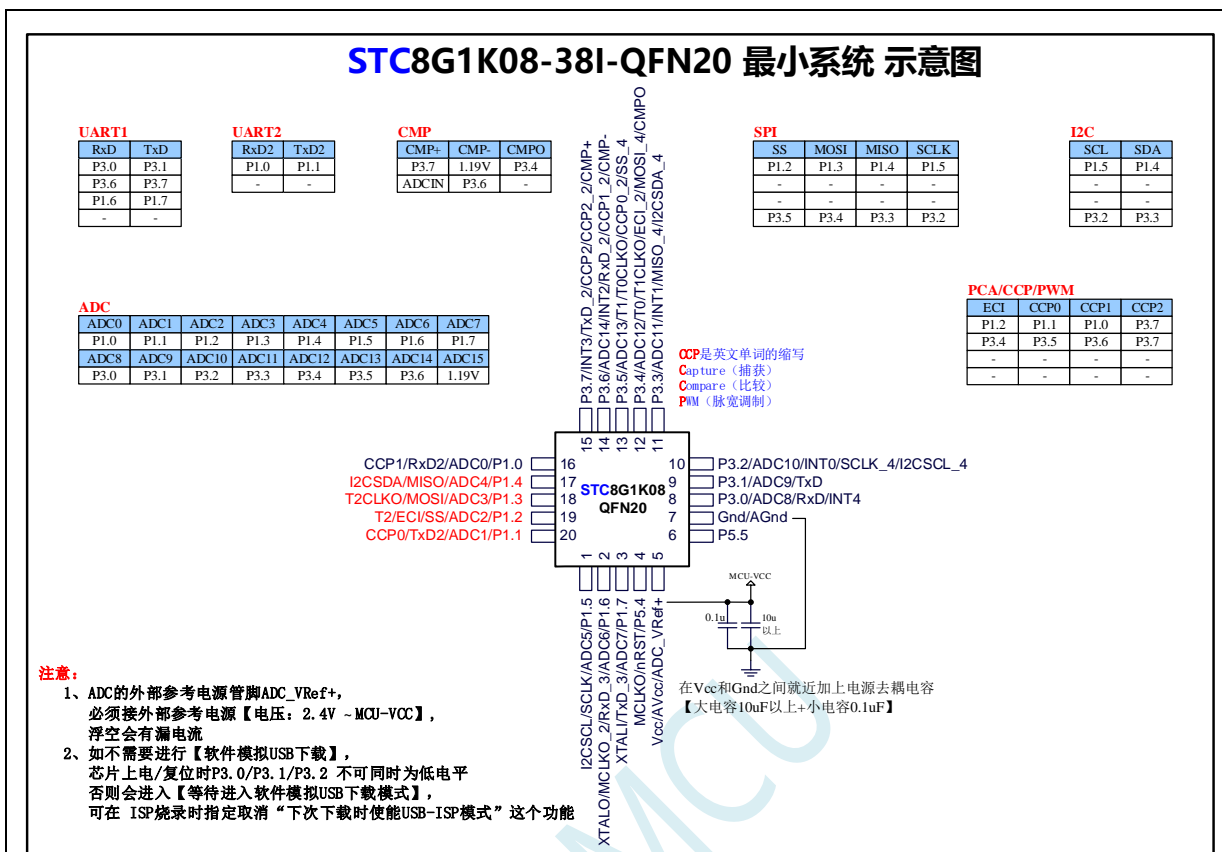 STC8G1K08-38I-QFN20 最小系统 示意图
UART1
RxD TxD
P3.0 P3.1
P3.6 P3.7
P1.6 P1.7
- -
UART2
RxD2 TxD2
P1.0 P1.1
- -
CMP
CMP+ CMP- CMPO
P3.7 1.19V P3.4
ADCIN P3.6 -
SPI
SS MOSI MISO SCLK
P1.2 P1.3 P1.4 P1.5
- - - -
- - - -
P3.5 P3.4 P3.3 P3.2
I2C
SCL SDA
P1.5 P1.4
- -
- -
P3.2 P3.3
ADC
ADC0 ADC1 ADC2 ADC3 ADC4 ADC5 ADC6 ADC7
P1.0 P1.1 P1.2 P1.3 P1.4 P1.5 P1.6 P1.7
ADC8 ADC9 ADC10 ADC11 ADC12 ADC13 ADC14 ADC15
P3.0 P3.1 P3.2 P3.3 P3.4 P3.5 P3.6 1.19V
PCA/CCP/PWM
ECI CCP0 CCP1 CCP2
P1.2 P1.1 P1.0 P3.7
P3.4 P3.5 P3.6 P3.7
- - - -
- - - -
CCP是英文单词的缩写
Capture（捕获）
Compare（比较）
PWM（脉宽调制）
P3.7/INT3/TxD_2/CCP2/CCP2_2/CMP+
P3.6/ADC14/INT2/RxD_2/CCP1_2/CMP-
P3.5/ADC13/T1/T0CLKO/CCP0_2/SS_4
P3.4/ADC12/T0/T1CLKO/ECI_2/MOSI_4/CMPO
P3.3/ADC11/INT1/MISO_4/I2CSDA_4
15 14 13 12 11
CCP1/RxD2/ADC0/P1.0 16
I2CSDA/MISO/ADC4/P1.4 17
T2CLKO/MOSI/ADC3/P1.3 18
T2/ECI/SS/ADC2/P1.2 19
CCP0/TxD2/ADC1/P1.1 20
STC8G1K08
QFN20
10 P3.2/ADC10/INT0/SCLK_4/I2CSCL_4
9 P3.1/ADC9/TxD
8 P3.0/ADC8/RxD/INT4
7 Gnd/AGnd
6 P5.5
1 2 3 4 5
I2CSCL/SCLK/ADC5/P1.5
XTALO/MCLKO_2/RxD_3/ADC6/P1.6
XTALI/TxD_3/ADC7/P1.7
MCLKO/nRST/P5.4
Vcc/AVcc/ADC_VRef+
MCU-VCC
0.1u 10u
以上
在Vcc和Gnd之间就近加上电源去耦电容
【大电容10uF以上+小电容0.1uF】
注意：
1、ADC的外部参考电源管脚ADC_VRef+，
必须接外部参考电源【电压：2.4V ~ MCU-VCC】，
浮空会有漏电流
2、如不需要进行【软件模拟USB下载】，
芯片上电/复位时P3.0/P3.1/P3.2 不可同时为低电平
否则会进入【等待进入软件模拟USB下载模式】，
可在 ISP烧录时指定取消“下次下载时使能USB-ISP模式”这个功能
MCU